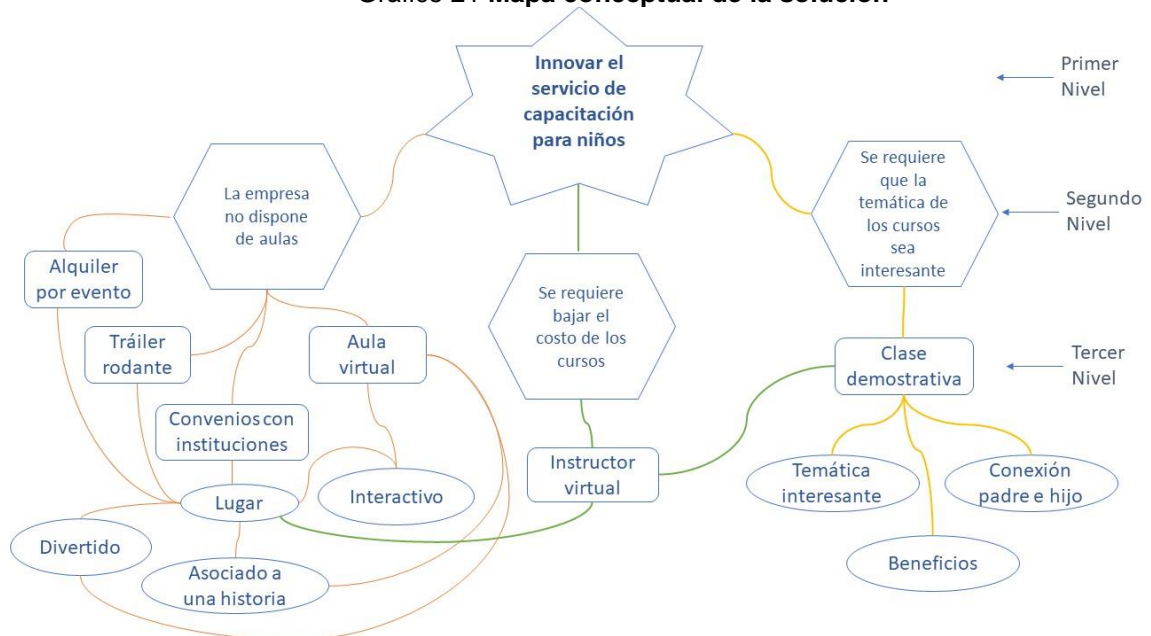 Mapa conceptual de la solución
Innovar el
servicio de
capacitación
para niños
Primer
Nivel
La empresa
no dispone
de aulas
Se requiere
que la
temática de
los cursos
sea
interesante
Segundo
Nivel
Alquiler
por evento
Se requiere
bajar el
costo de los
cursos
Tráiler
rodante
Aula
virtual
Clase
demostrativa
Tercer
Nivel
Convenios con
instituciones
Instructor
virtual
Temática
interesante
Conexión
padre e hijo
Lugar
Interactivo
Divertido
Asociado a
una historia
Beneficios